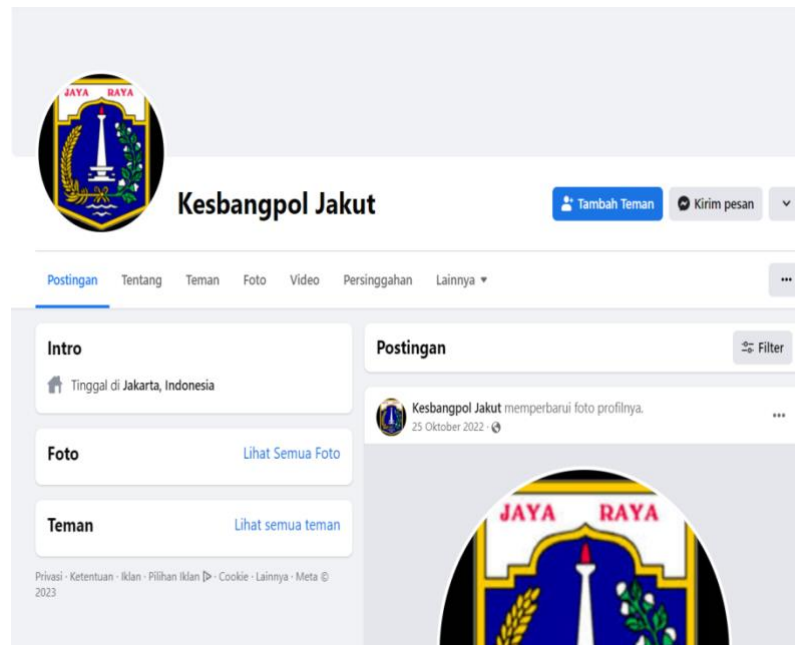 JAYA RAYA
Kesbangpol Jakut
Tambah Teman
Kirim pesan
Postingan Tentang Teman Foto Video Persinggahan Lainnya
Intro
Tinggal di Jakarta, Indonesia
Foto
Lihat Semua Foto
Teman
Lihat semua teman
Privasi · Ketentuan · Iklan · Pilihan Iklan · Cookie · Lainnya · Meta ©
2023
Postingan
Filter
Kesbangpol Jakut memperbarui foto profilnya.
25 Oktober 2022 ·
JAYA RAYA